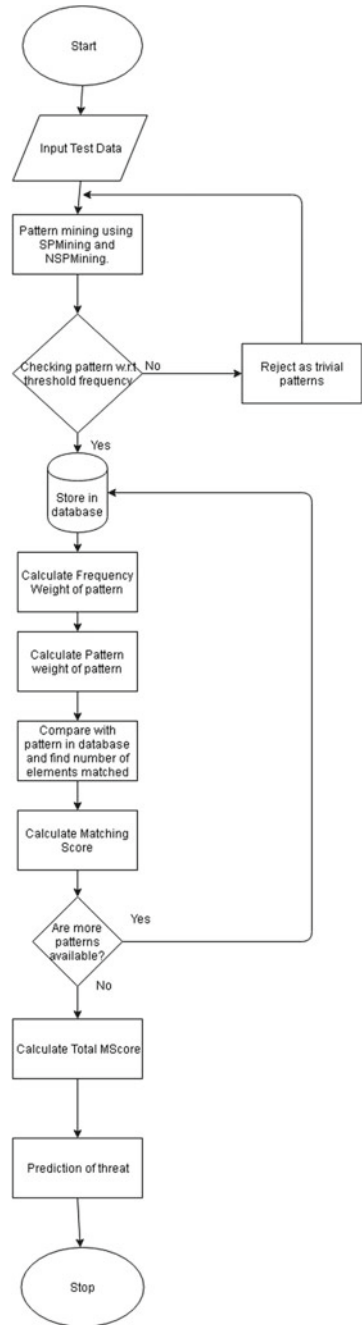 Start
Input Test Data
Pattern mining using
SPMining and
NSPMining.
Checking pattern w.r.t
threshold frequency
No
Reject as trivial
patterns
Yes
Store in
database
Calculate Frequency
Weight of pattern
Calculate Pattern
weight of pattern
Compare with
pattern in database
and find number of
elements matched
Calculate Matching
Score
Are more
patterns
available?
Yes
No
Calculate Total MScore
Prediction of threat
Stop